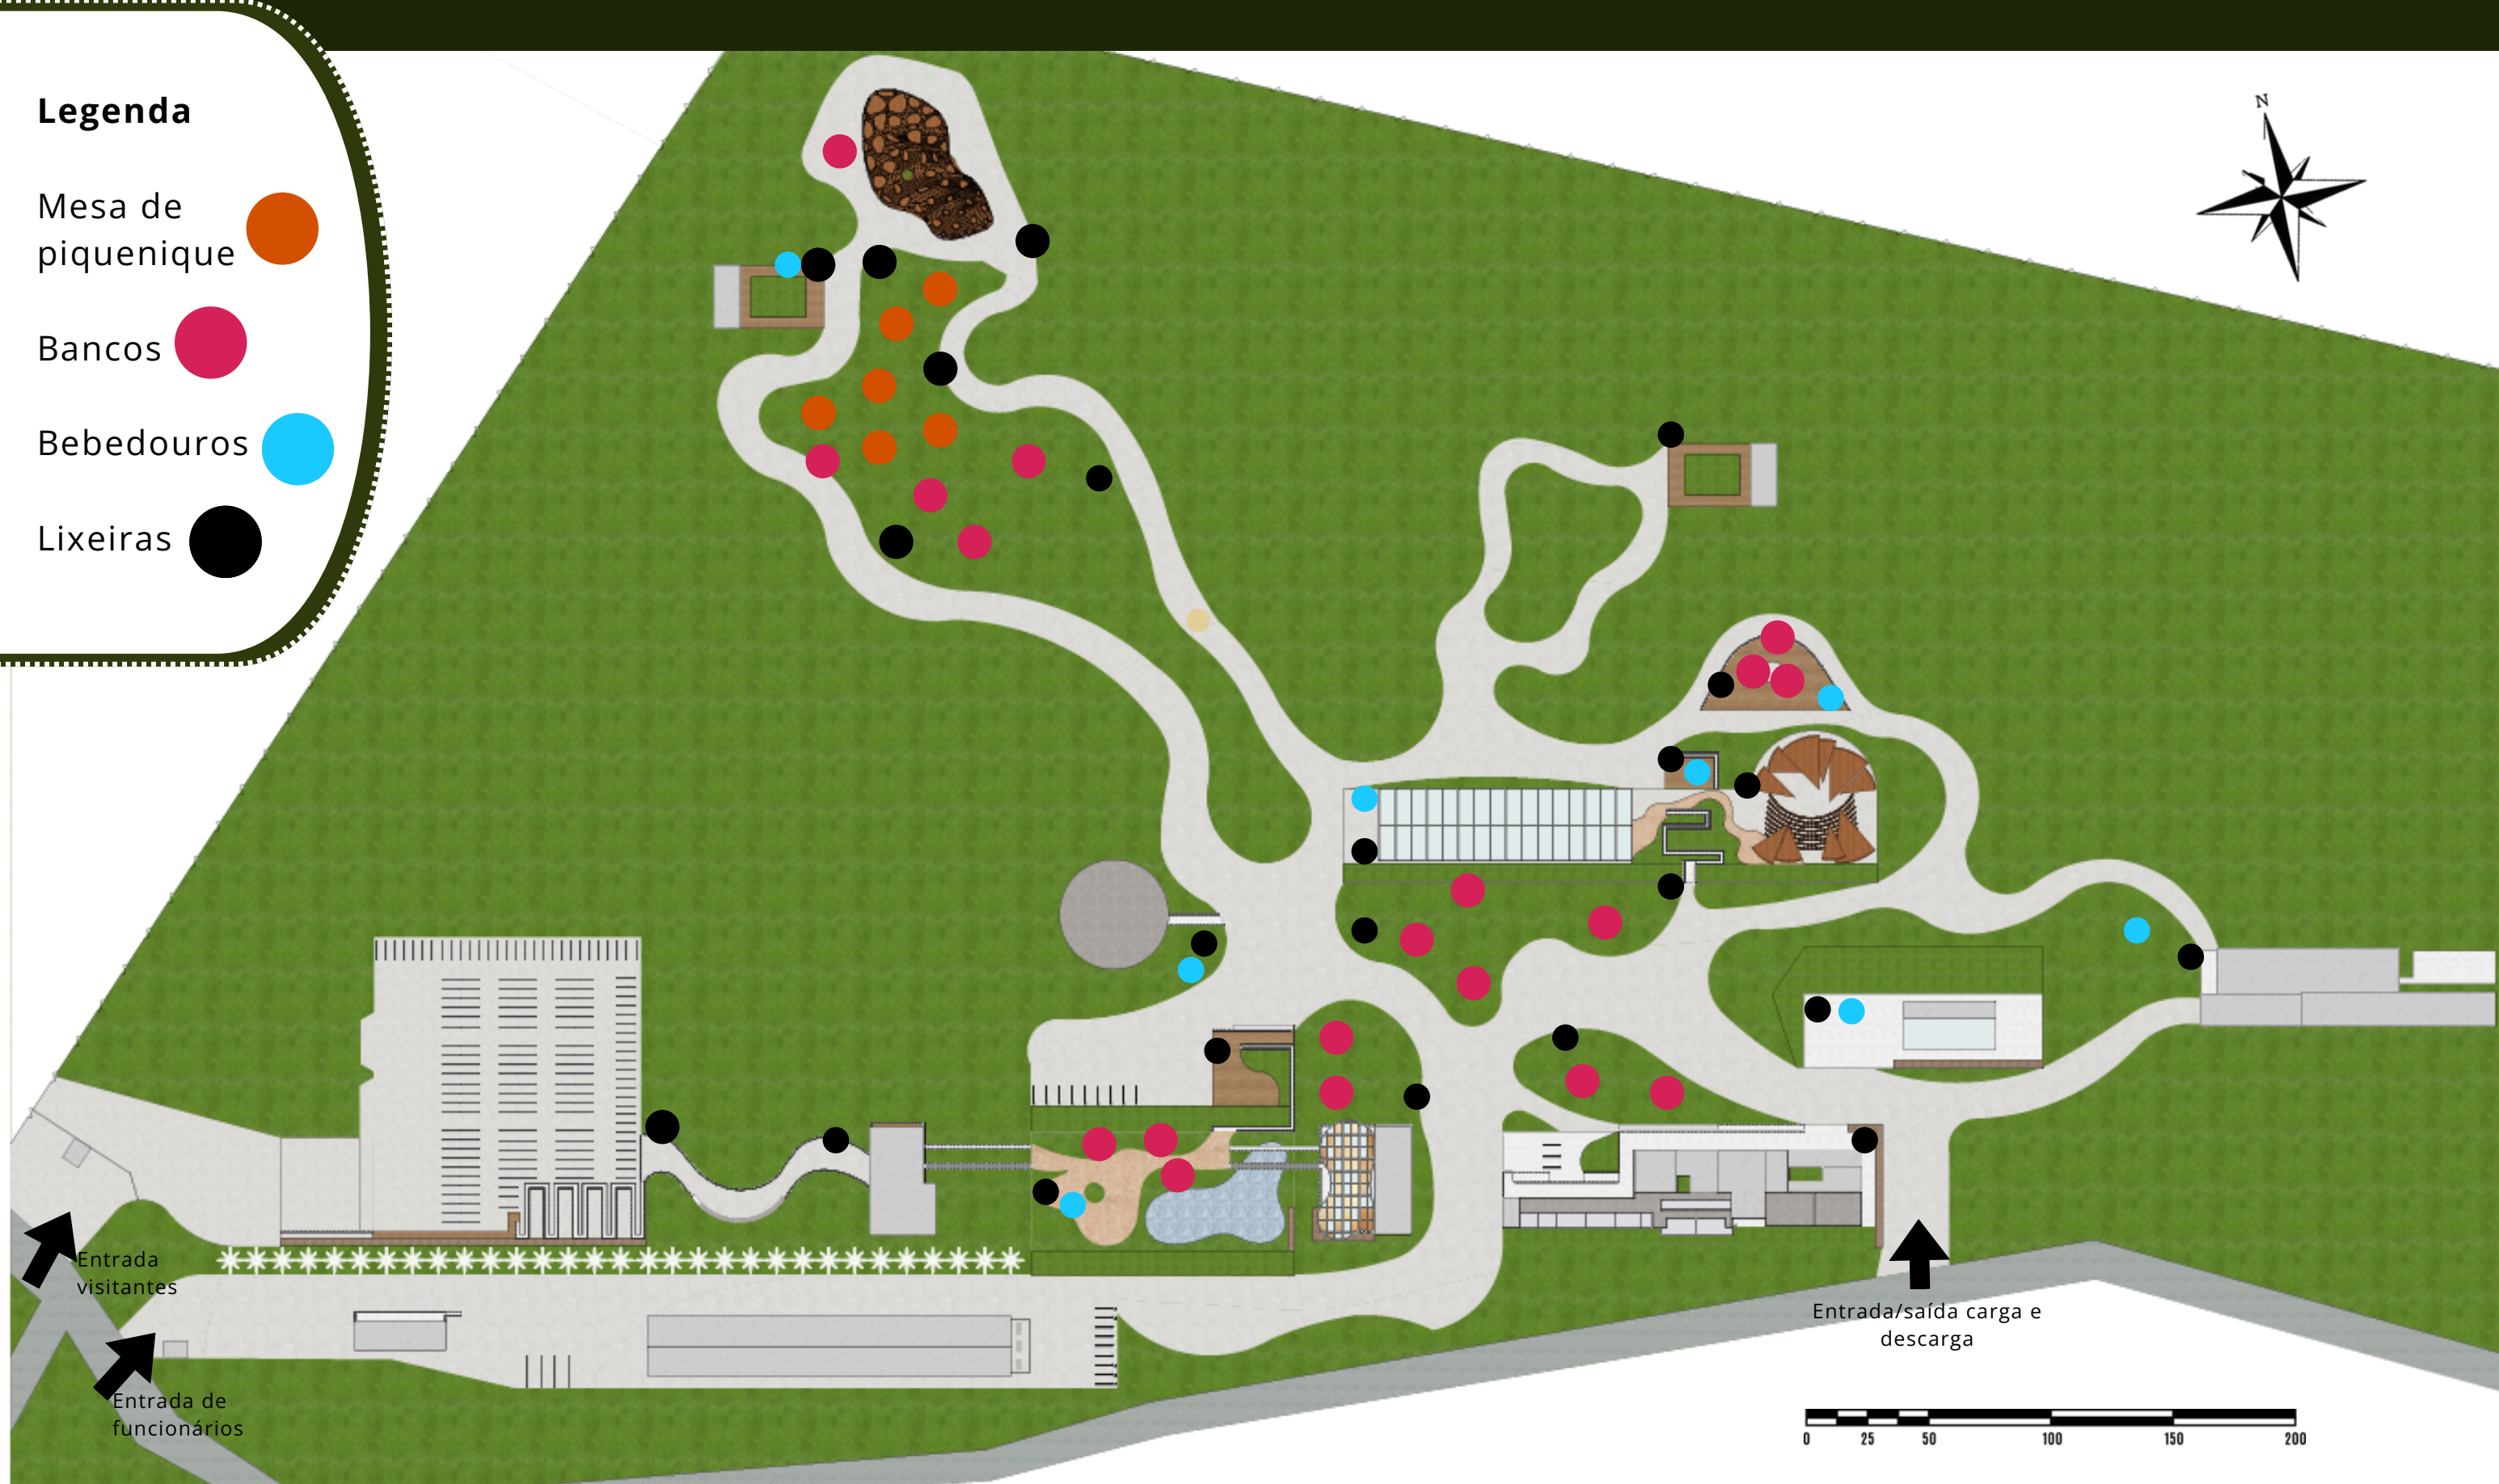 Legenda
Mesa de
piquenique
Bancos
Bebedouros
Lixeiras
N
Entrada
visitantes
Entrada de
funcionários
Entrada/saída carga e
descarga
0 25 50 100 150 200